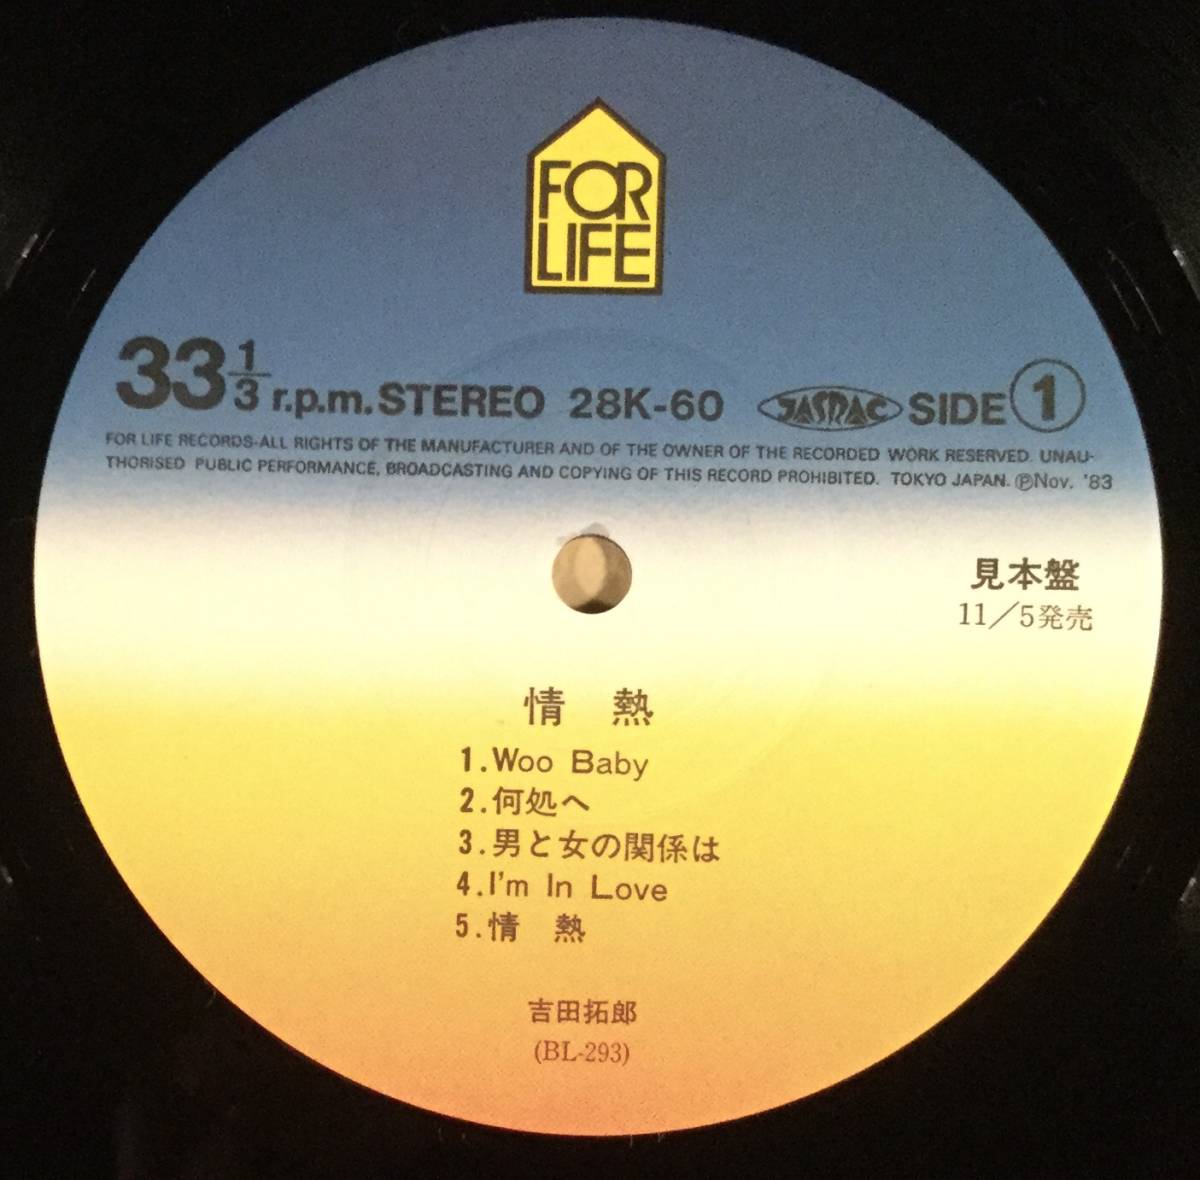 FOR
LIFE
33 1/3 r.p.m. STEREO 28K-60 JASRAC SIDE 1
FOR LIFE RECORDS-ALL RIGHTS OF THE MANUFACTURER AND OF THE OWNER OF THE RECORDED WORK RESERVED. UNAU-
THORISED PUBLIC PERFORMANCE, BROADCASTING AND COPYING OF THIS RECORD PROHIBITED. TOKYO JAPAN. ℗Nov. '83
見本盤
11/5発売
情 熱
1.Woo Baby
2.何処へ
3.男と女の関係は
4.I'm In Love
5.情 熱
吉田拓郎
(BL-293)